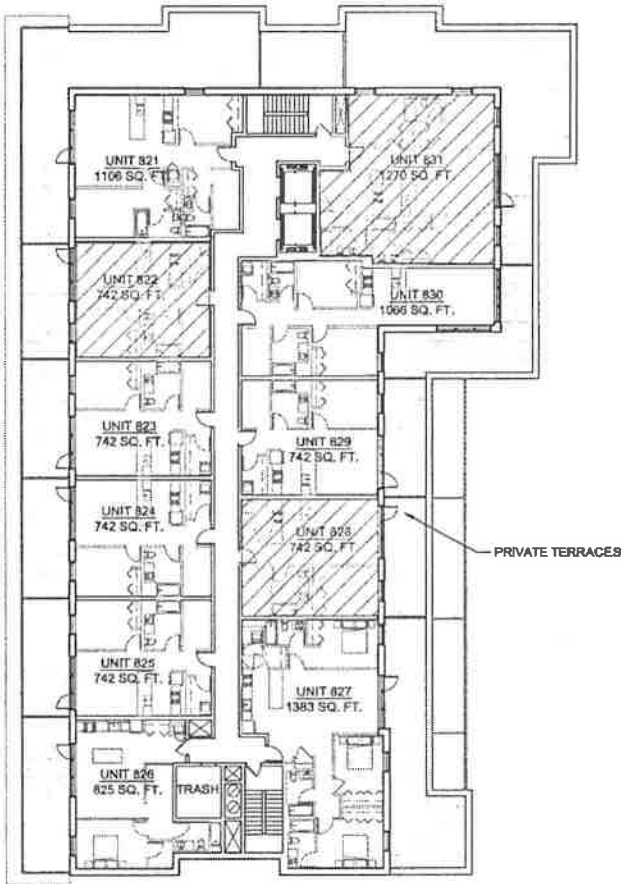 UNIT 821
1106 SQ. FT.
UNIT 831
1270 SQ. FT.
UNIT 822
742 SQ. FT.
UNIT 830
1066 SQ. FT.
UNIT 823
742 SQ. FT.
UNIT 829
742 SQ. FT.
UNIT 824
742 SQ. FT.
UNIT 828
742 SQ. FT.
PRIVATE TERRACES
UNIT 825
742 SQ. FT.
UNIT 827
1383 SQ. FT.
UNIT 826
825 SQ. FT.
TRASH